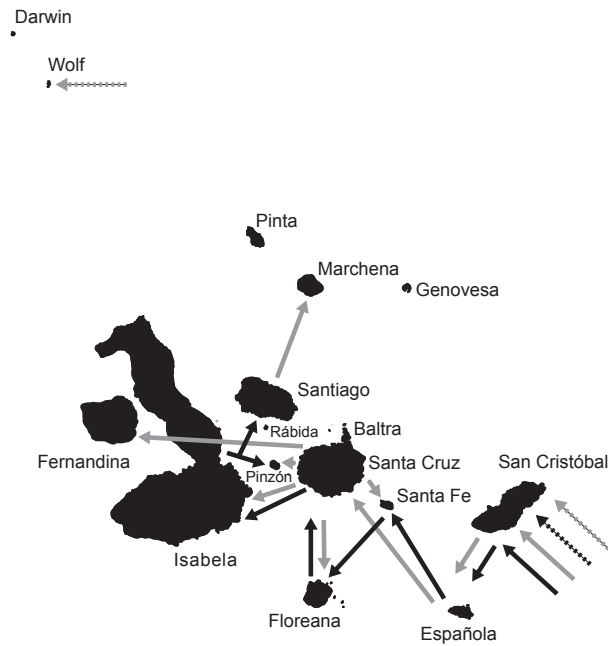 Darwin
Wolf
Pinta
Marchena
Genovesa
Santiago
Rábida
Baltra
Fernandina
Pinzón
Santa Cruz
San Cristóbal
Santa Fe
Isabela
Floreana
Española